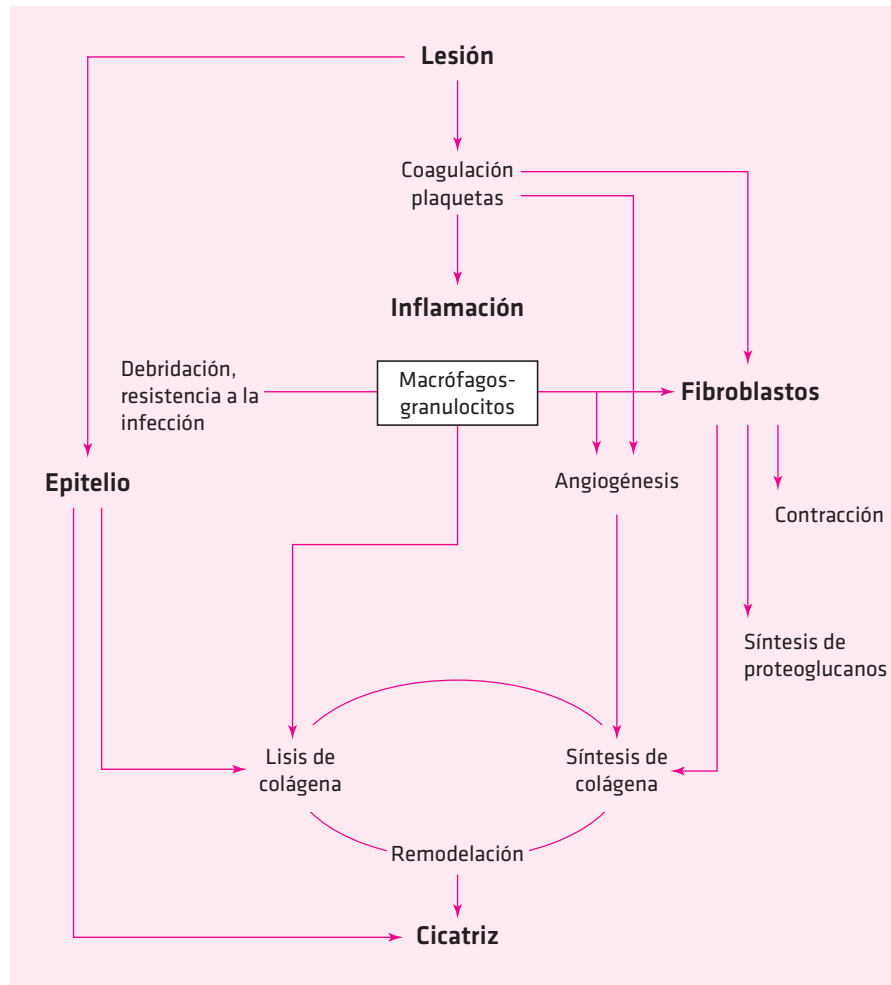 Lesión
Coagulación
plaquetas
Inflamación
Debridación,
resistencia a la
infección
Macrófagos-
granulocitos
Fibroblastos
Epitelio
Angiogénesis
Contracción
Síntesis de
proteoglucanos
Lisis de
colágena
Síntesis de
colágena
Remodelación
Cicatriz